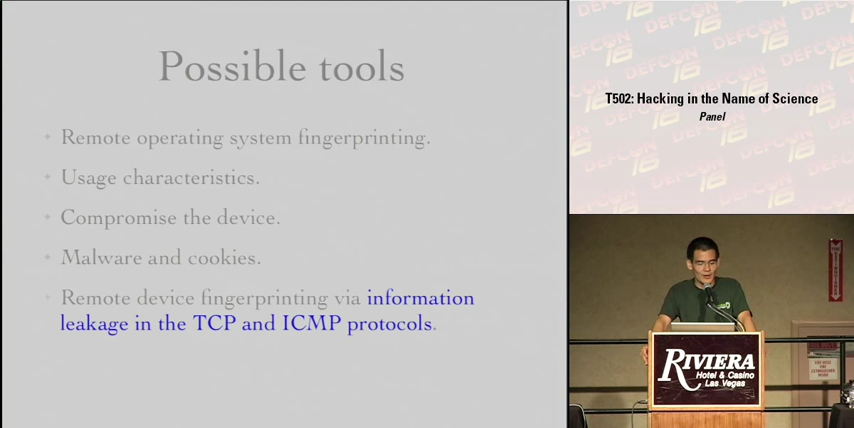 Possible tools
Remote operating system fingerprinting.
Usage characteristics.
Compromise the device.
Malware and cookies.
Remote device fingerprinting via information
leakage in the TCP and ICMP protocols.
DEFCON 16
T502: Hacking in the Name of Science
Panel
RIVIERA
Hotel & Casino
Las Vegas